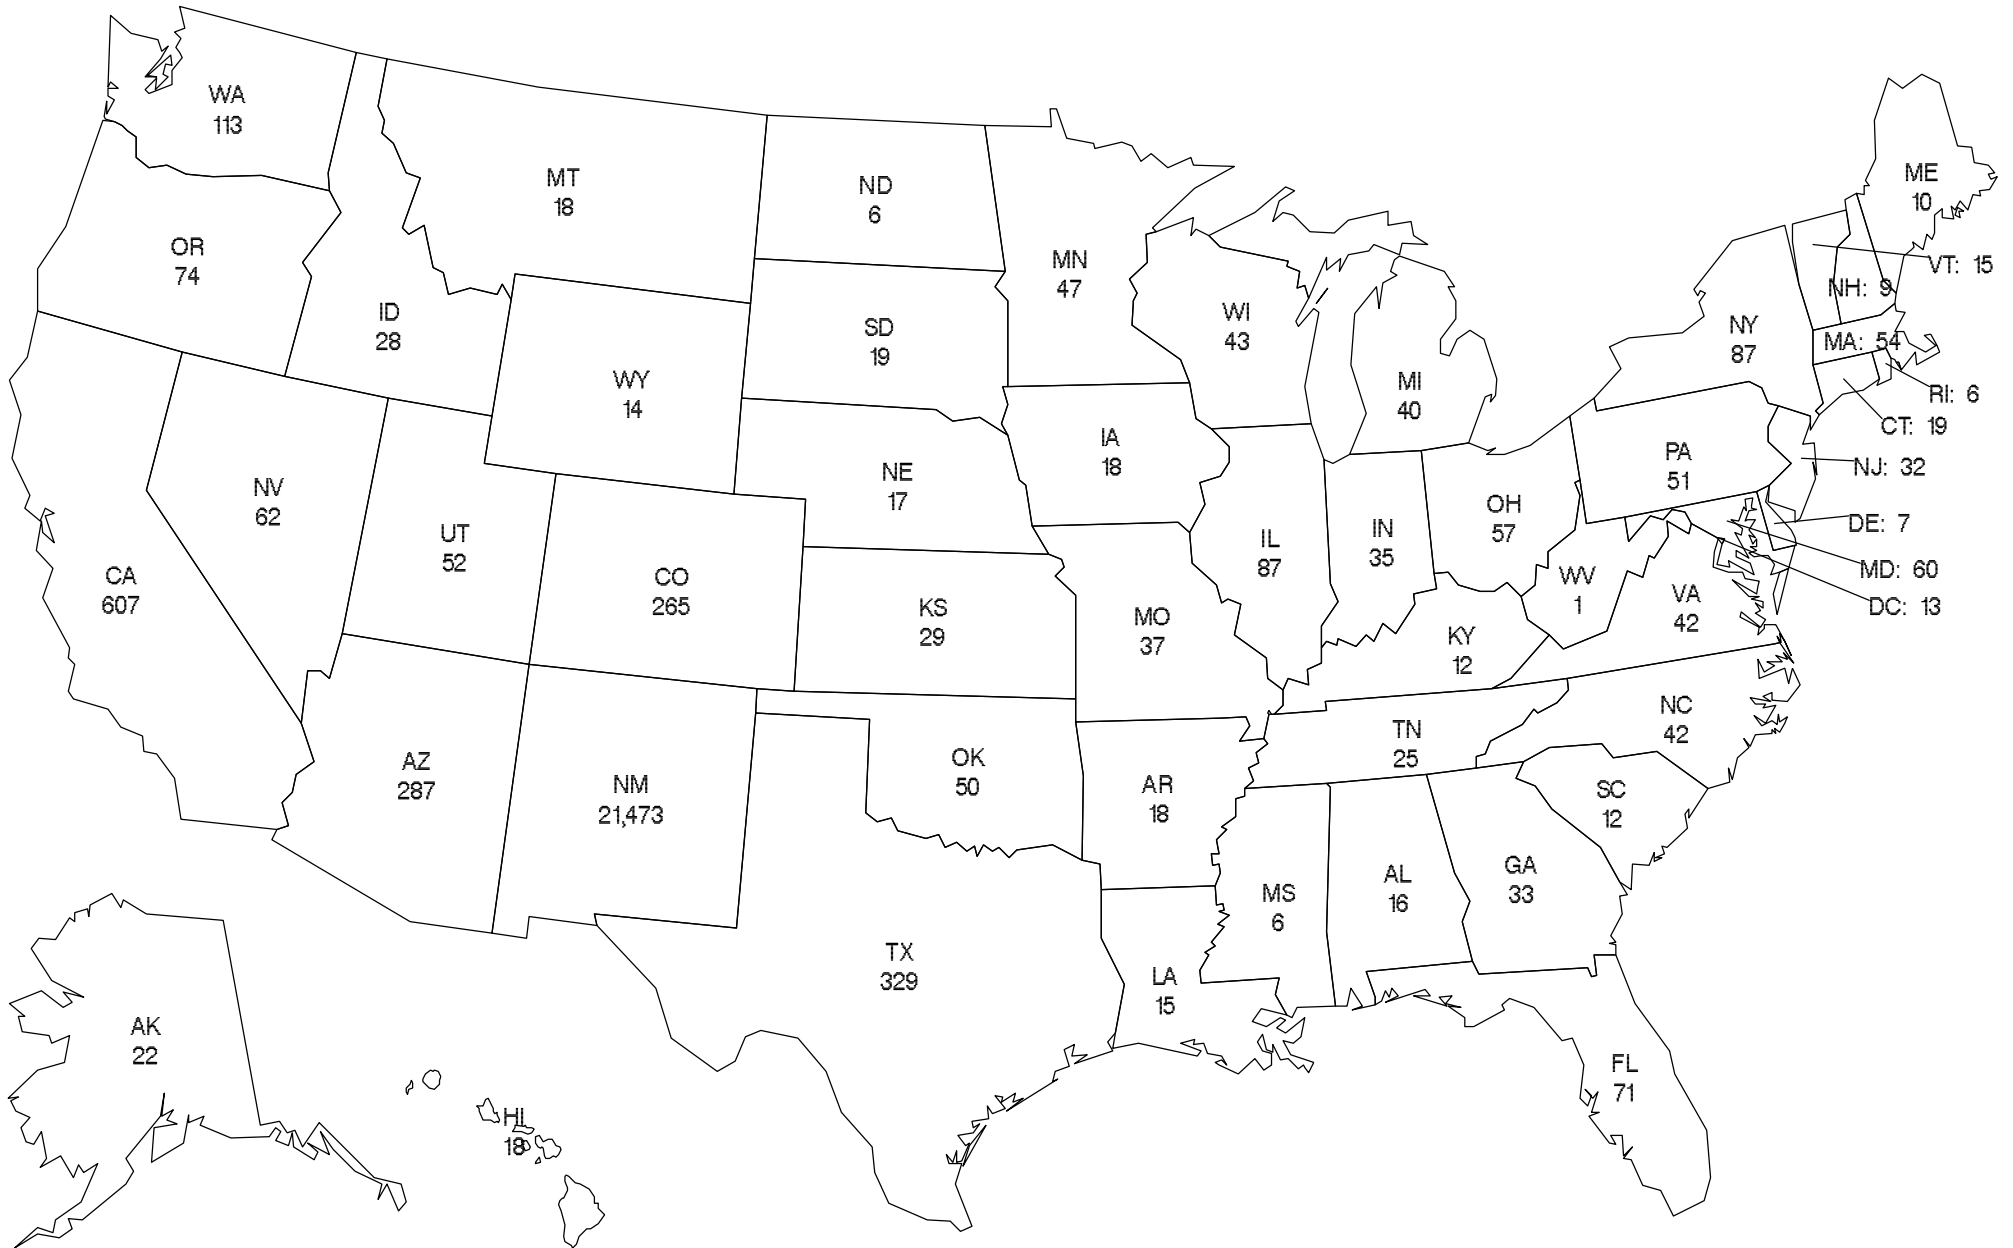 WA
113
MT
18
ND
6
ME
10
OR
74
MN
47
VT: 15
ID
28
NH: 9
WI
43
SD
19
NY
87
MA: 54
WY
14
MI
40
RI: 6
CT: 19
IA
18
NE
17
PA
51
NJ: 32
NV
62
OH
57
DE: 7
UT
52
IL
87
IN
35
MD: 60
CA
607
CO
265
WV
1
VA
42
DC: 13
KS
29
MO
37
KY
12
NC
42
TN
25
AZ
287
NM
21,473
OK
50
AR
18
SC
12
GA
33
MS
6
AL
16
TX
329
LA
15
AK
22
FL
71
HI
18